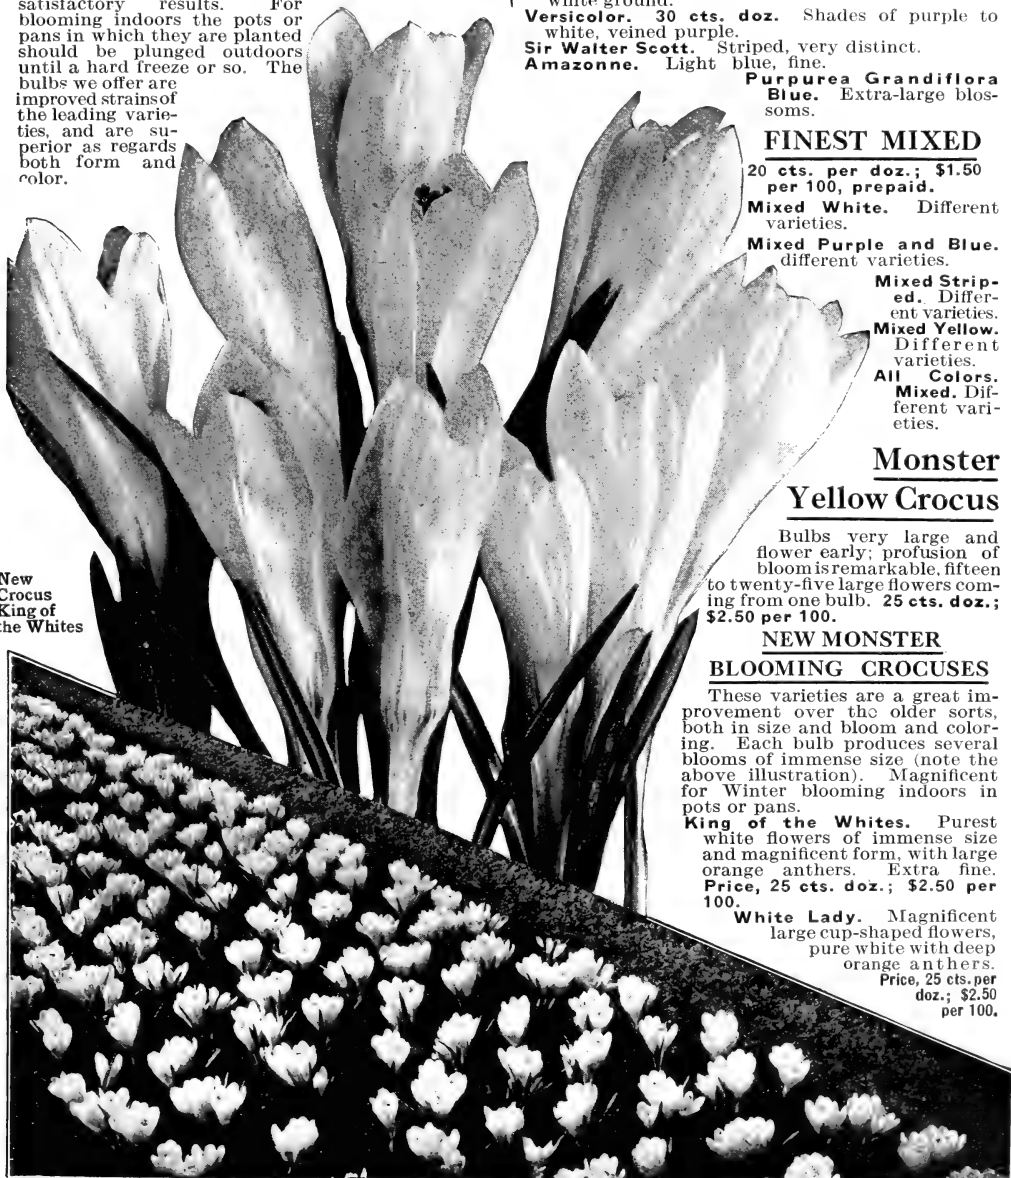 satisfactory results. For
blooming indoors the pots or
pans in which they are planted
should be plunged outdoors
until a hard freeze or so. The
bulbs we offer are
improved strains of
the leading varie-
ties, and are su-
perior as regards
both form and
color.
white ground.
Versicolor. 30 cts. doz. Shades of purple to
white, veined purple.
Sir Walter Scott. Striped, very distinct.
Amazonne. Light blue, fine.
Purpurea Grandiflora
Blue. Extra-large blos-
soms.
FINEST MIXED
20 cts. per doz.; $1.50
per 100, prepaid.
Mixed White. Different
varieties.
Mixed Purple and Blue.
different varieties.
Mixed Strip-
ed. Differ-
ent varieties.
Mixed Yellow.
Different
varieties.
All Colors.
Mixed. Dif-
ferent vari-
eties.
Monster
Yellow Crocus
Bulbs very large and
flower early; profusion of
bloom is remarkable, fifteen
to twenty-five large flowers com-
ing from one bulb. 25 cts. doz.;
$2.50 per 100.
NEW MONSTER
BLOOMING CROCUSES
These varieties are a great im-
provement over the older sorts,
both in size and bloom and color-
ing. Each bulb produces several
blooms of immense size (note the
above illustration). Magnificent
for Winter blooming indoors in
pots or pans.
King of the Whites. Purest
white flowers of immense size
and magnificent form, with large
orange anthers. Extra fine.
Price, 25 cts. doz.; $2.50 per
100.
White Lady. Magnificent
large cup-shaped flowers,
pure white with deep
orange anthers.
Price, 25 cts. per
doz.; $2.50
per 100.
New
Crocus
King of
the Whites